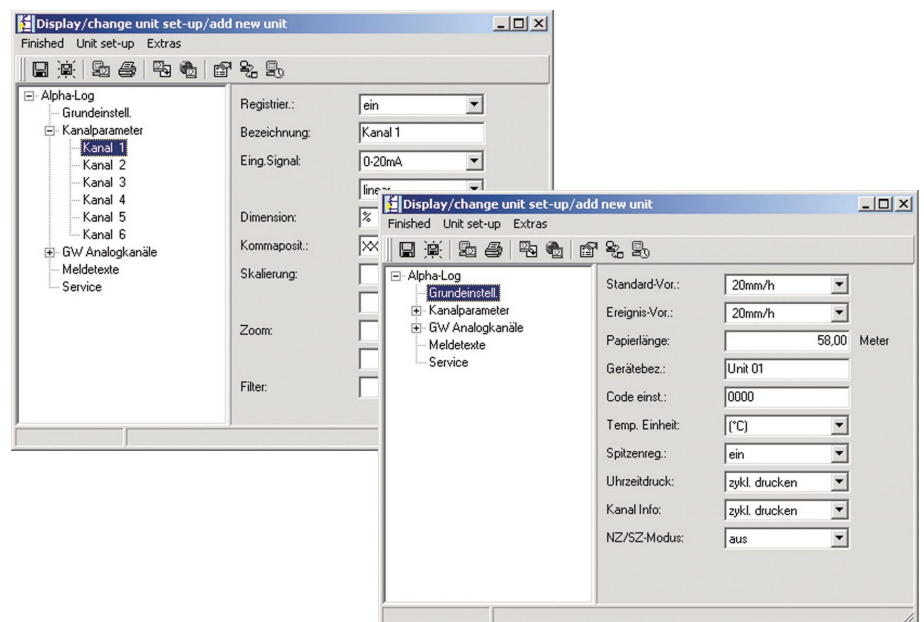 Display/change unit set-up/add new unit
Finished Unit set-up Extras
Alpha-Log
Grundeinstell.
Kanalparameter
Kanal 1
Kanal 2
Kanal 3
Kanal 4
Kanal 5
Kanal 6
GW Analogkanäle
Meldetexte
Service
Registrier.: ein
Bezeichnung: Kanal 1
Eing.Signal: 0-20mA
linear
Dimension: %
Kommaposit.:
Skalierung:
Zoom:
Filter:
Display/change unit set-up/add new unit
Finished Unit set-up Extras
Alpha-Log
Grundeinstell.
Kanalparameter
GW Analogkanäle
Meldetexte
Service
Standard-Vor.: 20mm/h
Ereignis-Vor.: 20mm/h
Papierlänge: 58,00 Meter
Gerätebez.: Unit 01
Code einst.: 0000
Temp. Einheit: (°C)
Spitzenreg.: ein
Uhrzeitdruck: zykl. drucken
Kanal Info: zykl. drucken
NZ/SZ-Modus: aus